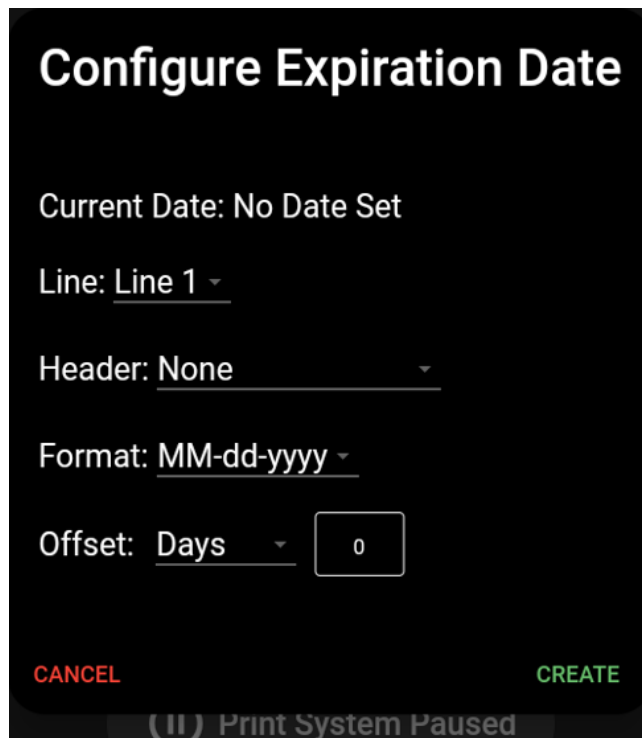 Configure Expiration Date
Current Date: No Date Set
Line: Line 1
Header: None
Format: MM-dd-yyyy
Offset: Days 0
CANCEL CREATE
Print System Paused